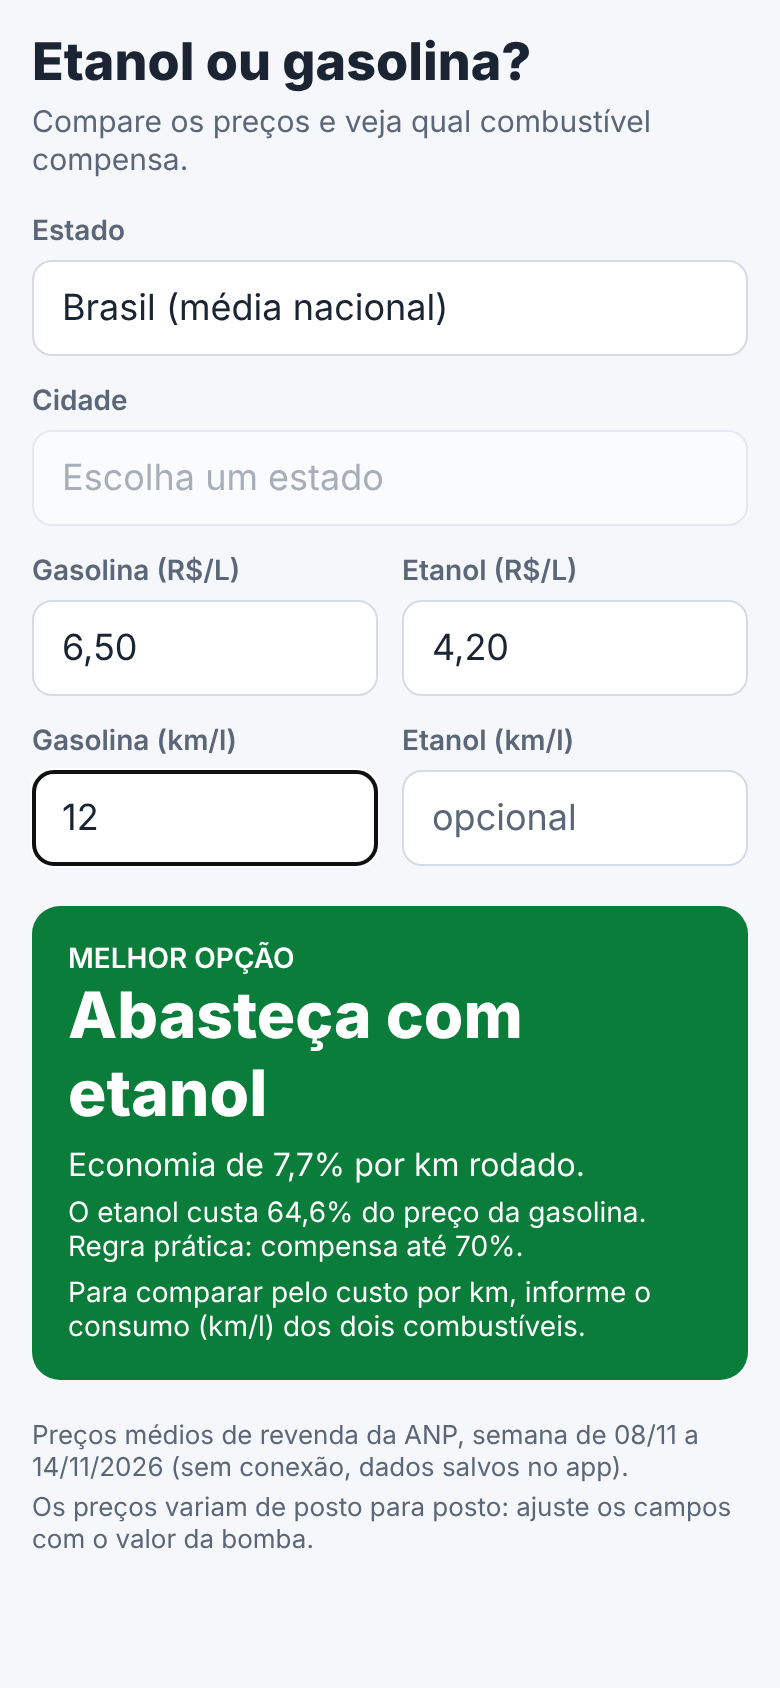 Etanol ou gasolina?
Compare os preços e veja qual combustível
compensa.
Estado
Brasil (média nacional)
Cidade
Escolha um estado
Gasolina (R$/L)
Etanol (R$/L)
6,50
4,20
Gasolina (km/l)
Etanol (km/l)
12
opcional
MELHOR OPÇÃO
Abasteça com
etanol
Economia de 7,7% por km rodado.
O etanol custa 64,6% do preço da gasolina.
Regra prática: compensa até 70%.
Para comparar pelo custo por km, informe o
consumo (km/l) dos dois combustíveis.
Preços médios de revenda da ANP, semana de 08/11 a
14/11/2026 (sem conexão, dados salvos no app).
Os preços variam de posto para posto: ajuste os campos
com o valor da bomba.